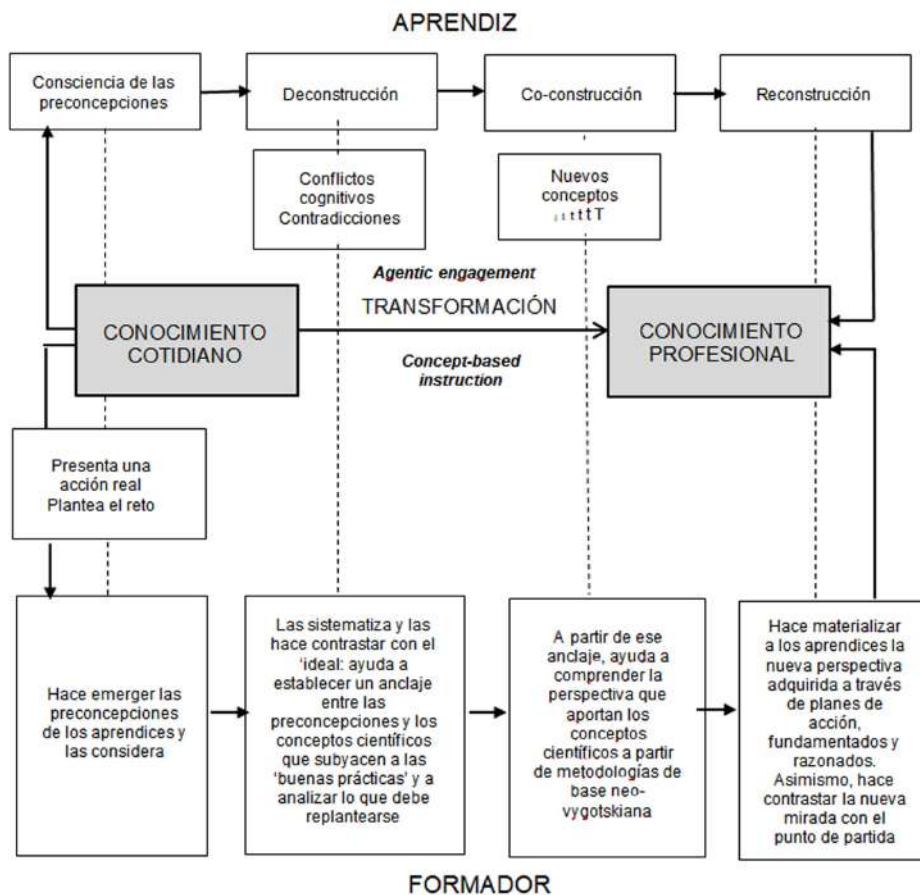 APRENDIZ
Consciencia de las
preconcepciones
Deconstrucción
Co-construcción
Reconstrucción
Conflictos
cognitivos
Contradicciones
Nuevos
conceptos
ttttT
Agentic engagement
TRANSFORMACIÓN
Concept-based
instruction
CONOCIMIENTO
COTIDIANO
CONOCIMIENTO
PROFESIONAL
Presenta una
acción real
Plantea el reto
Hace emerger las
preconcepciones
de los aprendices y
las considera
Las sistematiza y las
hace contrastar con el
‘ideal: ayuda a
establecer un anclaje
entre las
preconcepciones y los
conceptos científicos
que subyacen a las
‘buenas prácticas’ y a
analizar lo que debe
replantearse
A partir de ese
anclaje, ayuda a
comprender la
perspectiva que
aportan los
conceptos
científicos a partir
de metodologías de
base neo-
vygotskiana
Hace materializar
a los aprendices la
nueva perspectiva
adquirida a través
de planes de
acción,
fundamentados y
razonados.
Asimismo, hace
contrastar la nueva
mirada con el
punto de partida
FORMADOR